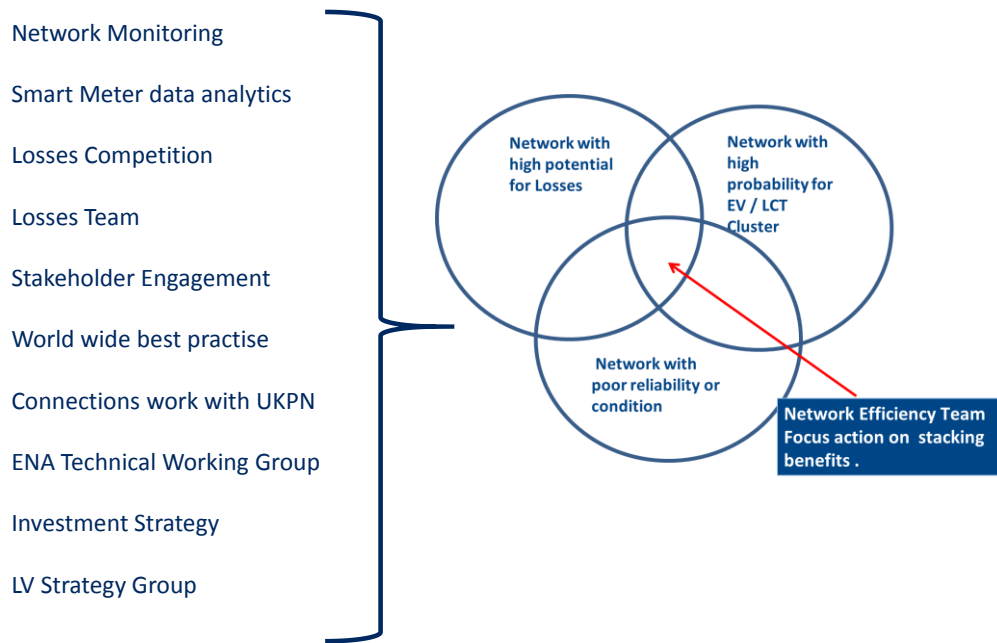 Network Monitoring
Smart Meter data analytics
Losses Competition
Losses Team
Stakeholder Engagement
World wide best practise
Connections work with UKPN
ENA Technical Working Group
Investment Strategy
LV Strategy Group
Network with
high potential
for Losses
Network with
high
probability for
EV / LCT
Cluster
Network with
poor reliability or
condition
Network Efficiency Team
Focus action on stacking
benefits .